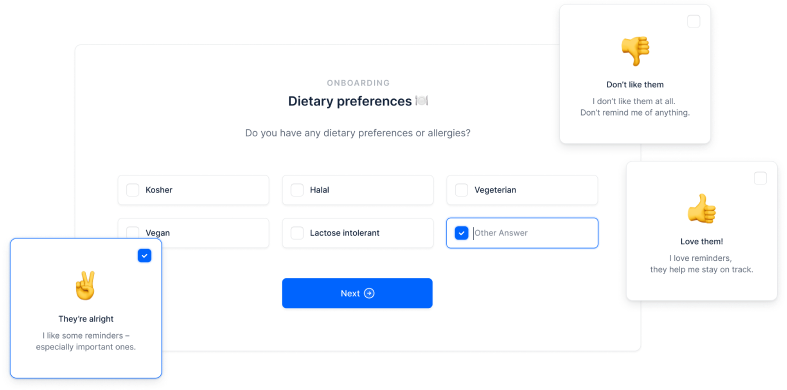 ONBOARDING
Dietary preferences🍽️
Do you have any dietary preferences or allergies?
Kosher
Halal
Vegeterian
Vegan
Lactose intolerant
Other Answer
Next
Don't like them
I don't like them at all.
Don't remind me of anything.
Love them!
I love reminders,
they help me stay on track.
They're alright
I like some reminders –
especially important ones.